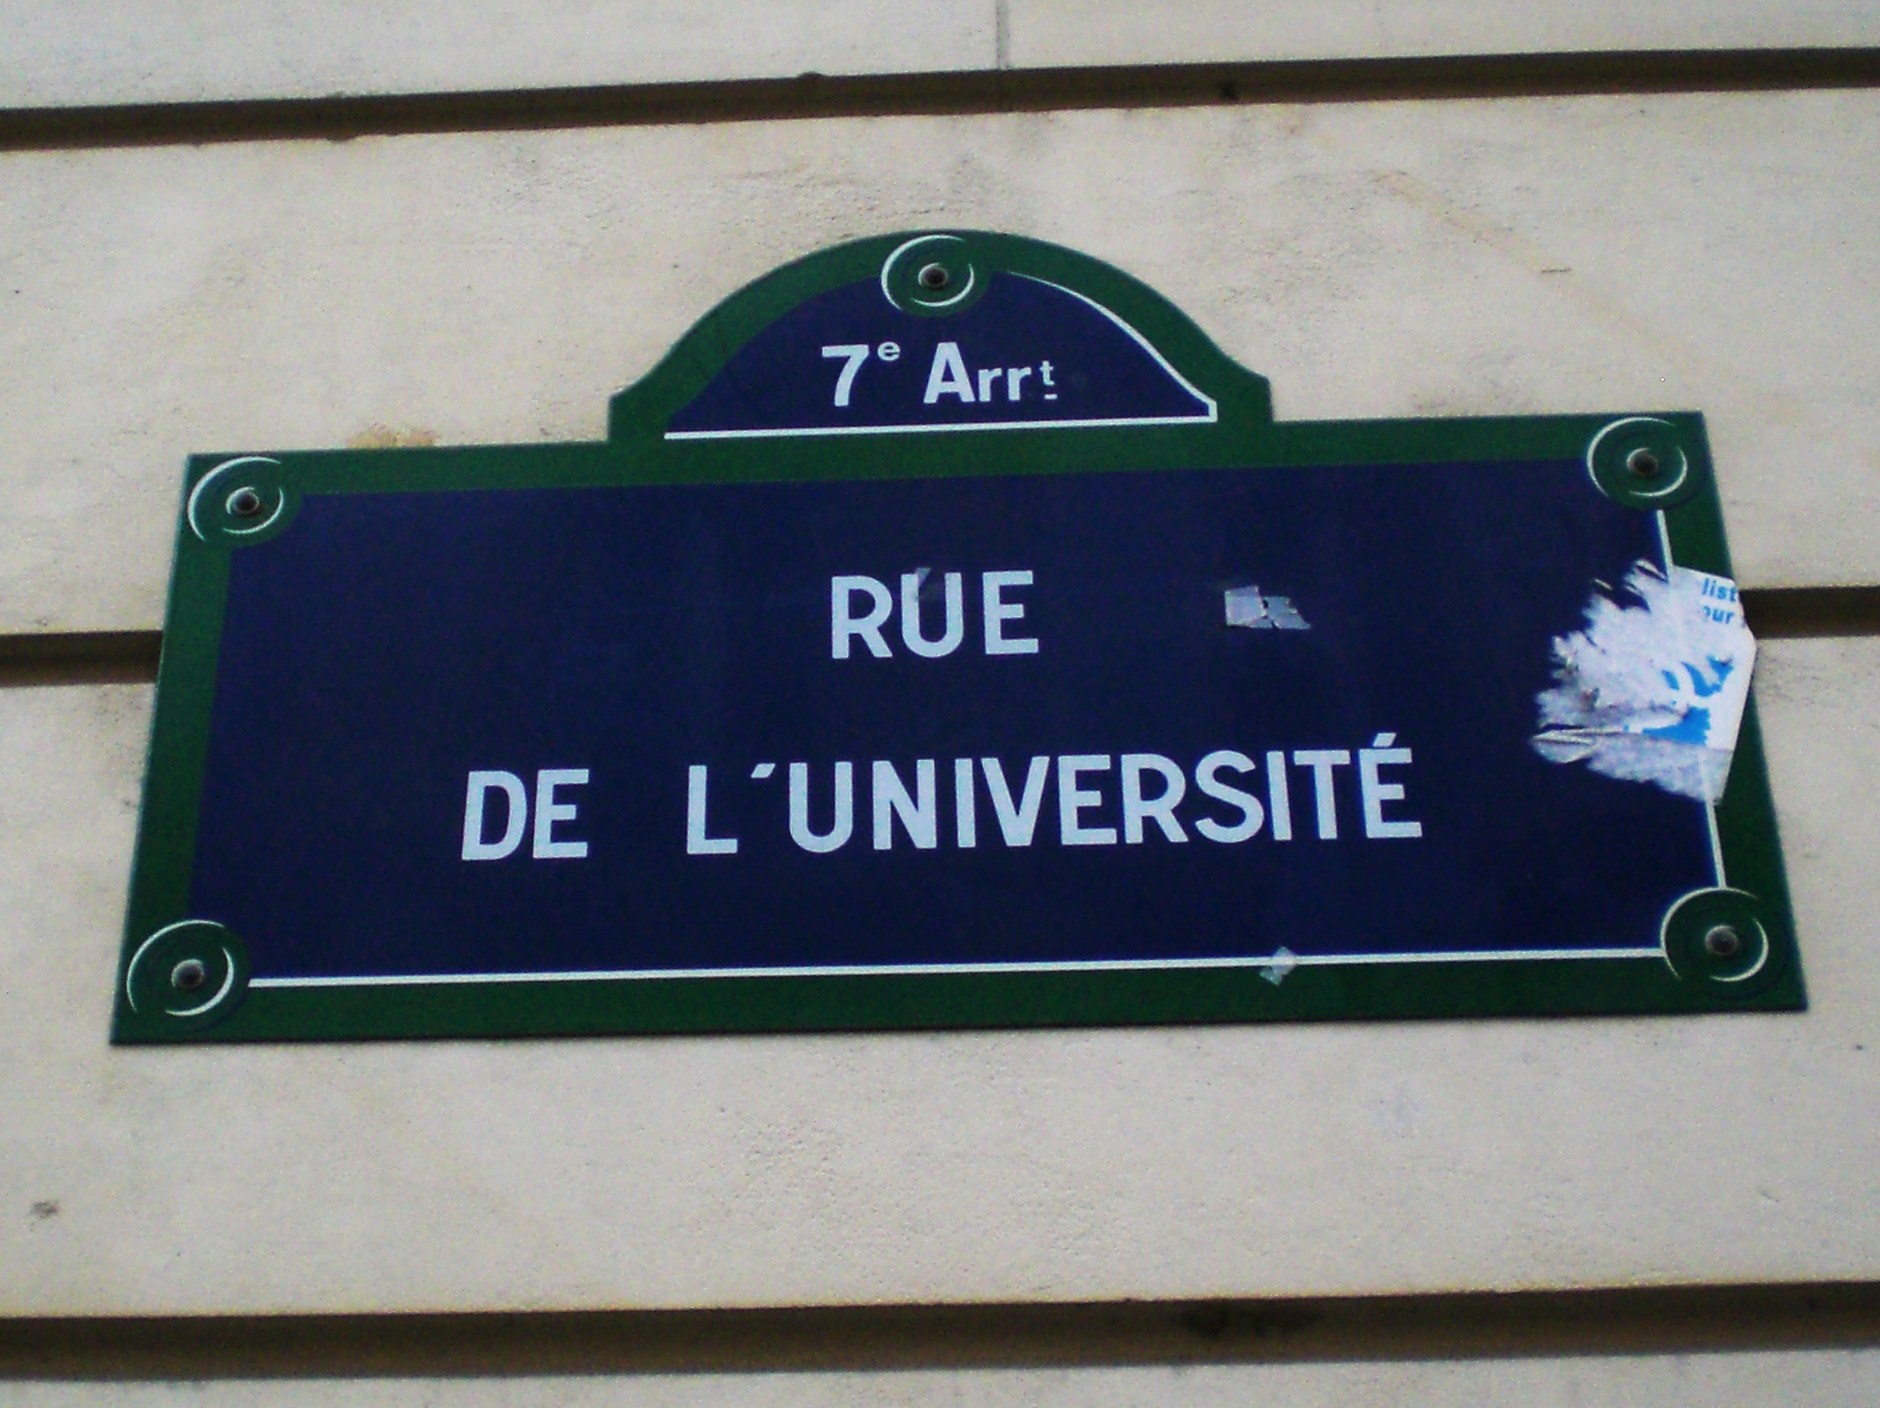 7e Arrt
RUE
DE L'UNIVERSITÉ